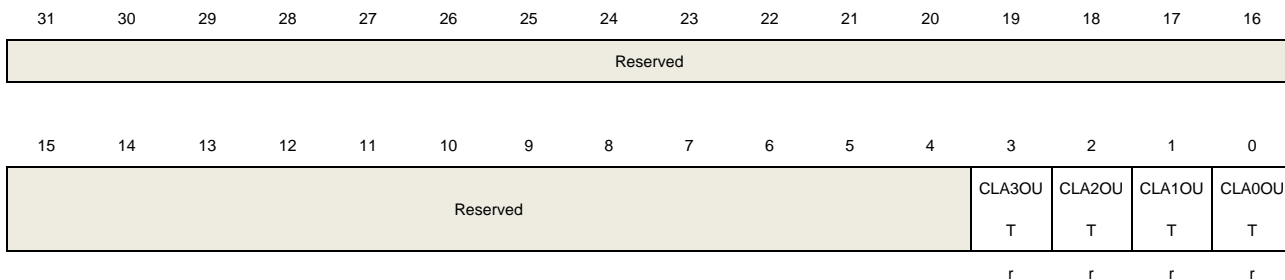 31 30 29 28 27 26 25 24 23 22 21 20 19 18 17 16
Reserved
15 14 13 12 11 10 9 8 7 6 5 4 3 2 1 0
Reserved CLA3OU CLA2OU CLA1OU CLA0OU
T T T T
r r r r